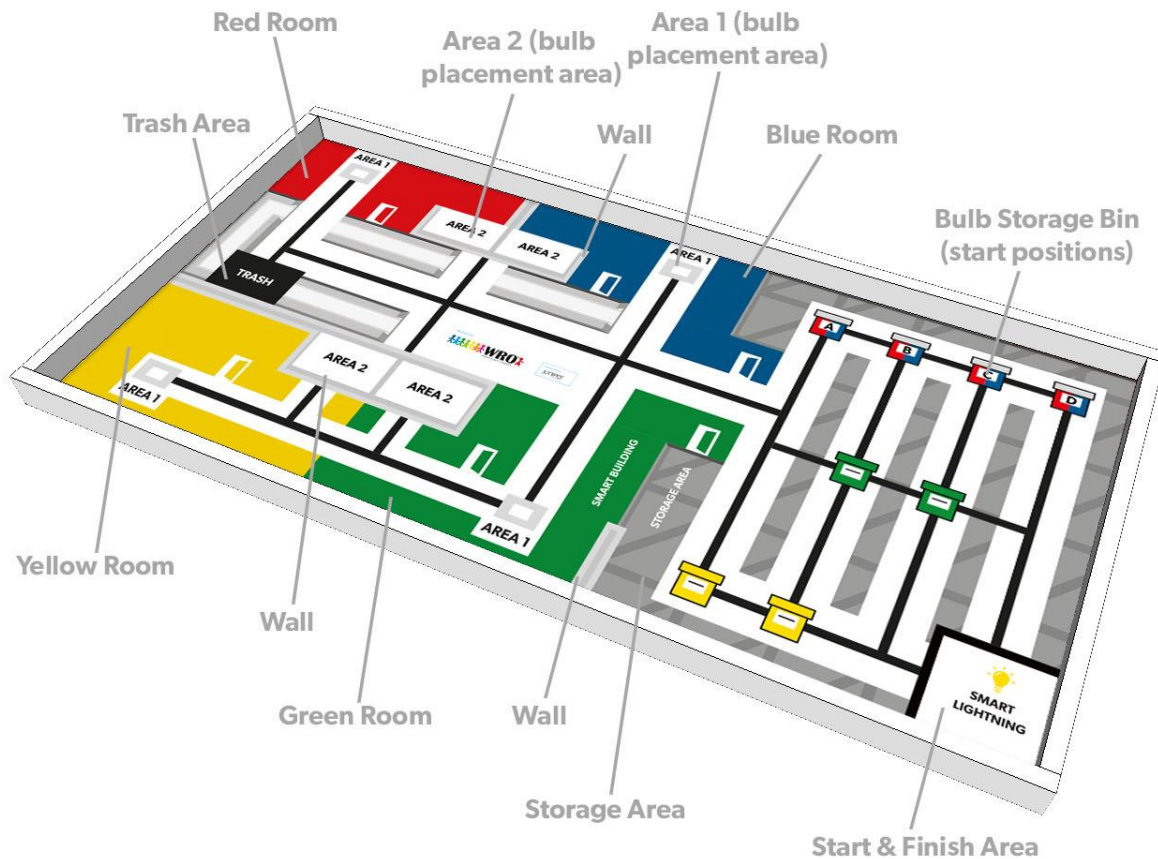 Red Room
Area 2 (bulb
placement area)
Area 1 (bulb
placement area)
Trash Area
Wall
Blue Room
Bulb Storage Bin
(start positions)
AREA 1
AREA 2
AREA 2
AREA 1
TRASH
A
B
C
D
WRO
AREA 2
AREA 2
AREA 1
SMART BUILDING
STORAGE AREA
AREA 1
Yellow Room
Wall
Green Room
Wall
SMART
LIGHTNING
Storage Area
Start & Finish Area